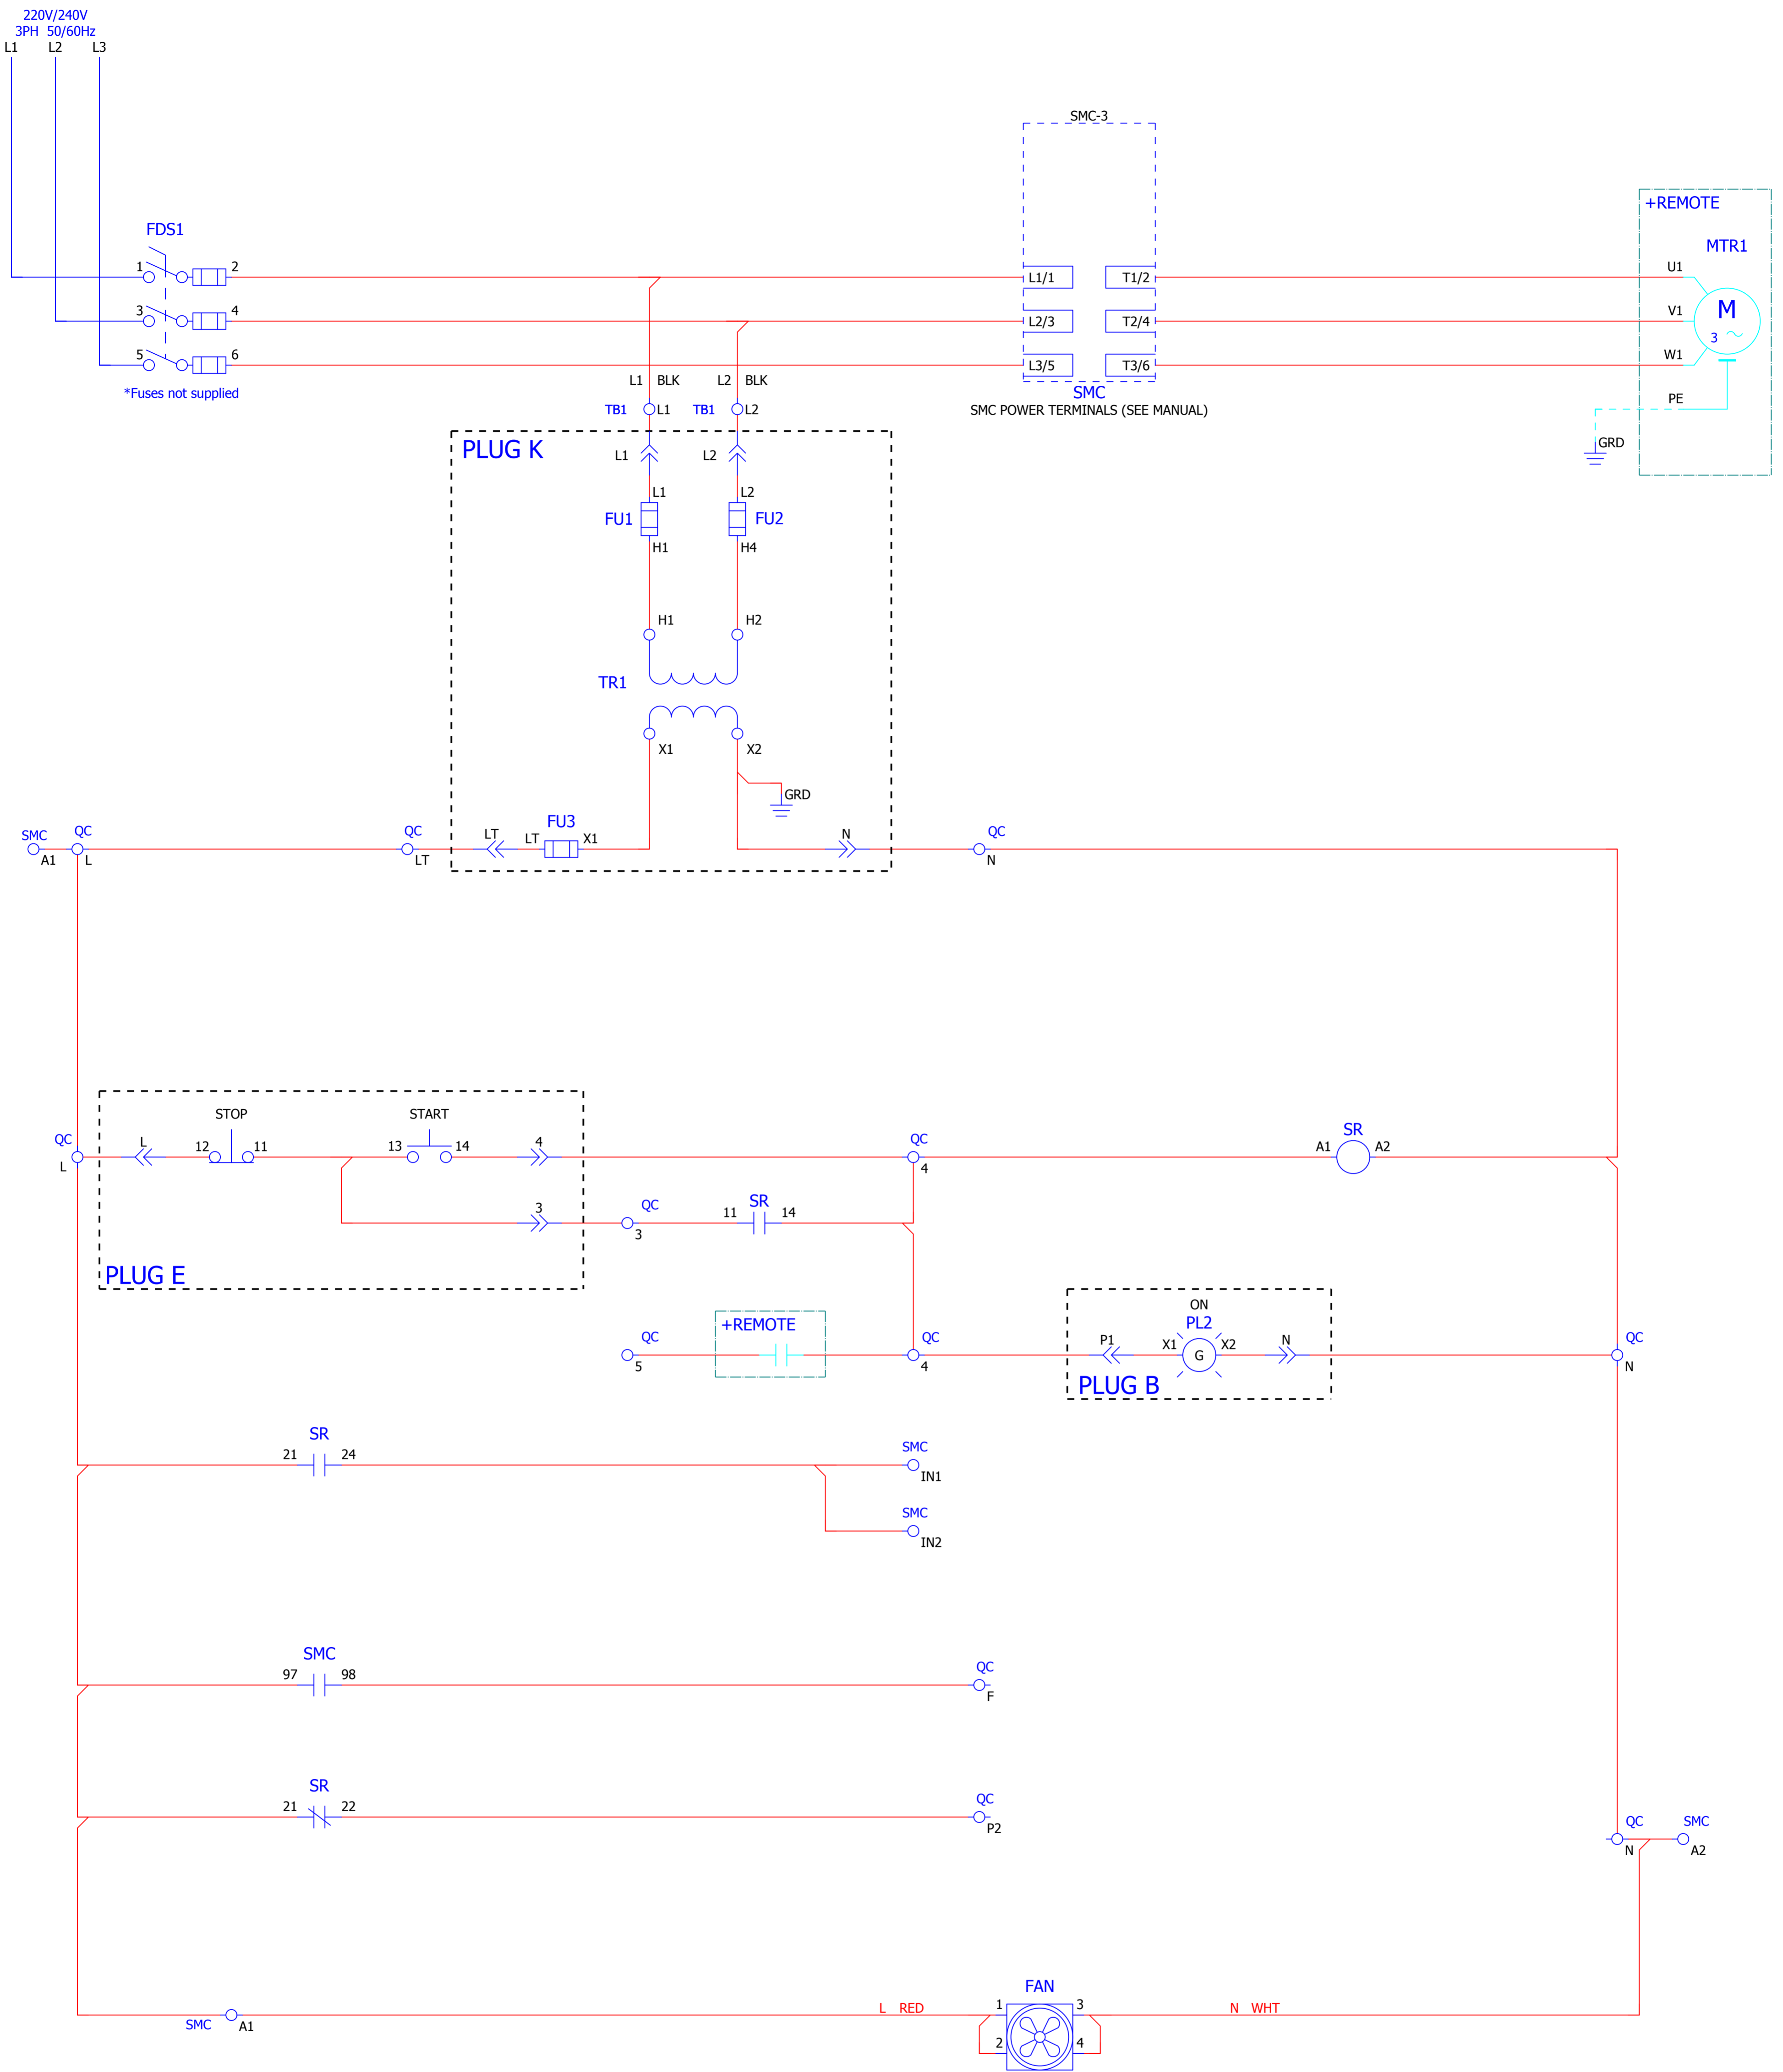 220V/240V
3PH 50/60Hz
L1 L2 L3
SMC-3
+REMOTE
FDS1
MTR1
1 2 L1/1 T1/2 U1
3 4 L2/3 T2/4 V1 M
3
5 6 L3/5 T3/6 W1
*Fuses not supplied
L1 BLK L2 BLK
SMC
TB1 L1 TB1 L2
SMC POWER TERMINALS (SEE MANUAL)
PE
GRD
PLUG K
L1 L2
L1 L2
FU1 FU2
H1 H4
H1 H2
TR1
X1 X2
GRD
SMC QC QC LT LT FU3 X1 N QC
A1 L LT N
STOP START
QC L 12 11 13 14 4 QC SR
L 4 A1 A2
3 QC SR
3 11 14
PLUG E
+REMOTE
ON
PL2
QC QC P1 X1 G X2 N QC
5 4 N
PLUG B
SR
21 24 SMC
IN1
SMC
IN2
SMC
97 98 QC
F
SR
21 22 QC
P2
QC SMC
N A2
FAN
L RED 1 3 N WHT
SMC A1
2 4